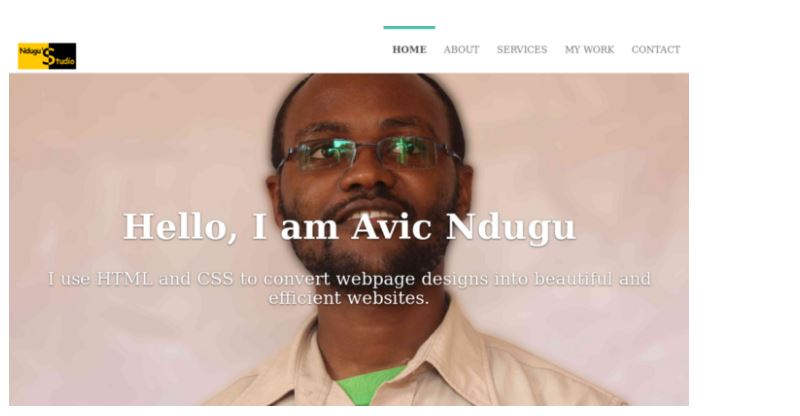 Ndugu's
Studio
HOME ABOUT SERVICES MY WORK CONTACT
Hello, I am Avic Ndugu
I use HTML and CSS to convert webpage designs into beautiful and
efficient websites.